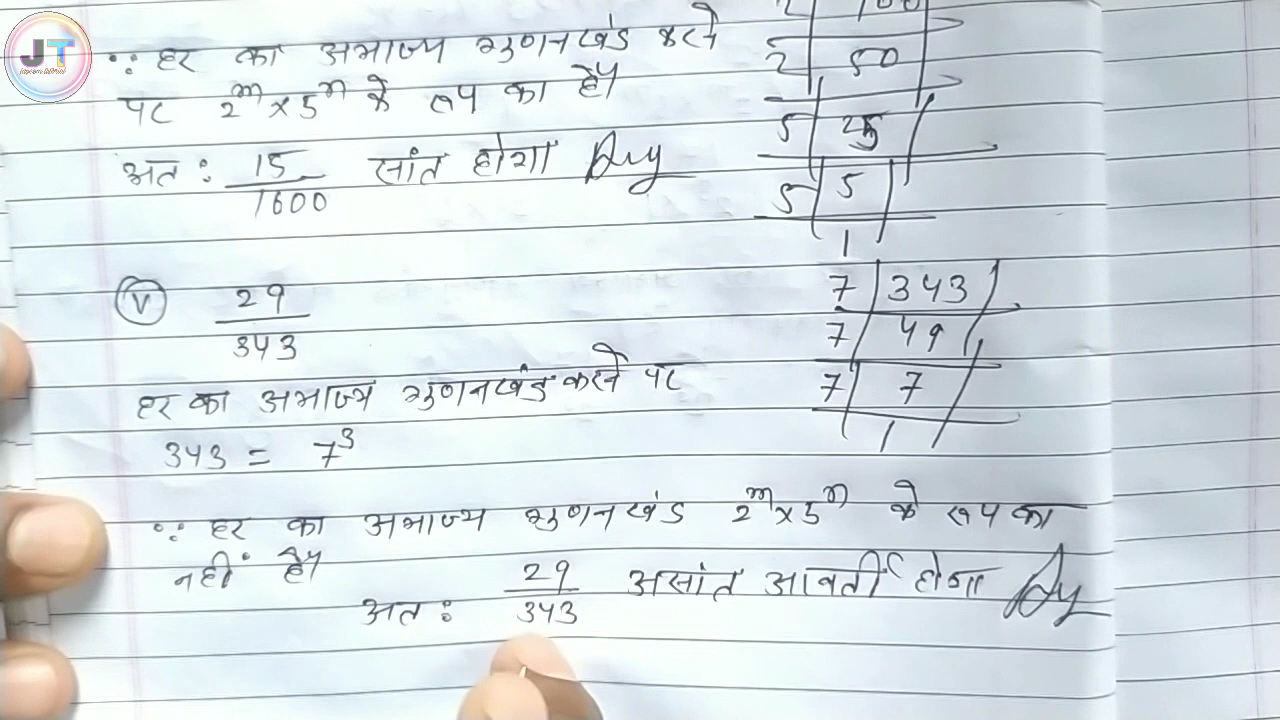 JT
∵ हर का अभाज्य गुणनखंड करने
पर 2^m × 5^n के रूप का है।
अतः 15/1600 सांत होगा
2 | 100
2 | 50
5 | 25
5 | 5
1
(v) 29/343
7 | 343
7 | 49
7 | 7
1
हर का अभाज्य गुणनखंड करने पर
343 = 7^3
∵ हर का अभाज्य गुणनखंड 2^m × 5^n के रूप का
नहीं है।
अतः 29/343 असांत आवर्ती होगा